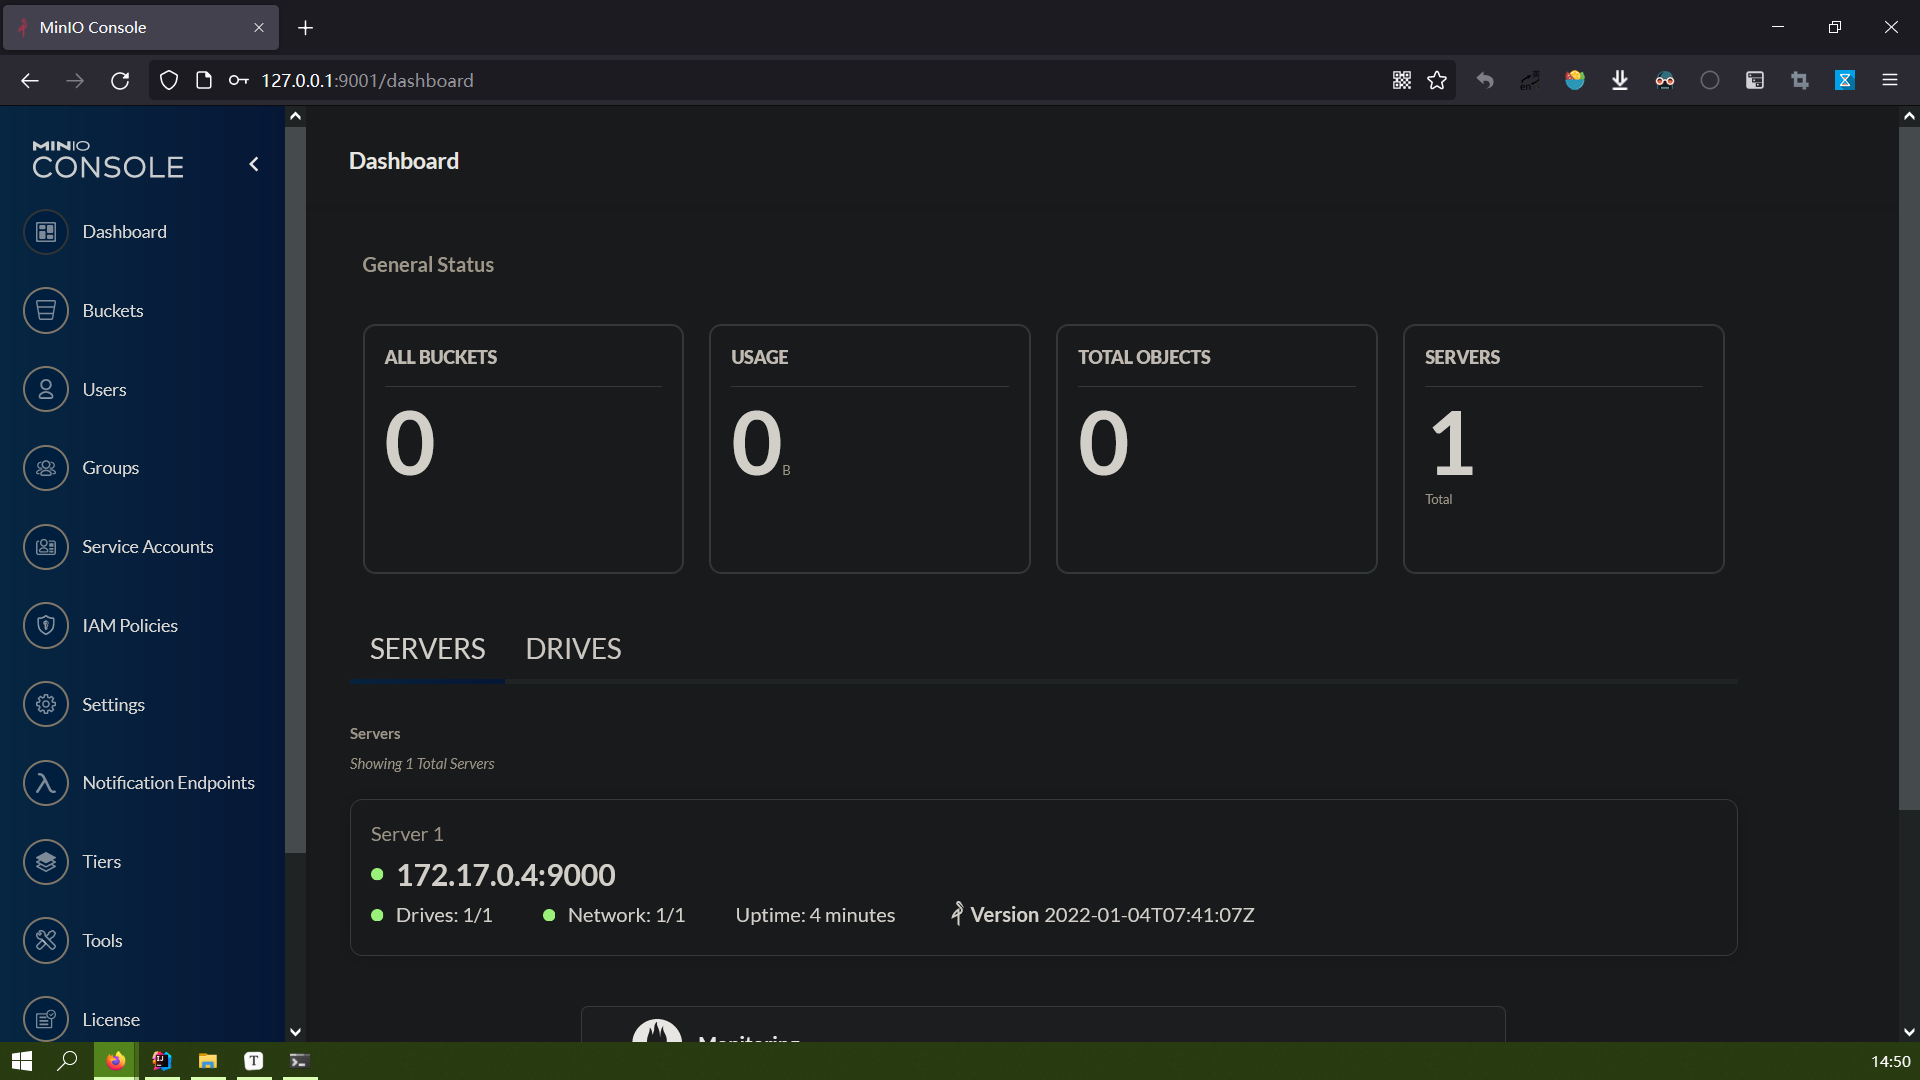 MinIO Console
127.0.0.1:9001/dashboard
en
MINIO
CONSOLE
Dashboard
Buckets
Users
Groups
Service Accounts
IAM Policies
Settings
Notification Endpoints
Tiers
Tools
License
Dashboard
General Status
ALL BUCKETS
0
USAGE
0 B
TOTAL OBJECTS
0
SERVERS
1
Total
SERVERS DRIVES
Servers
Showing 1 Total Servers
Server 1
172.17.0.4:9000
Drives: 1/1 Network: 1/1 Uptime: 4 minutes Version 2022-01-04T07:41:07Z
Monitoring
IJ
T
14:50